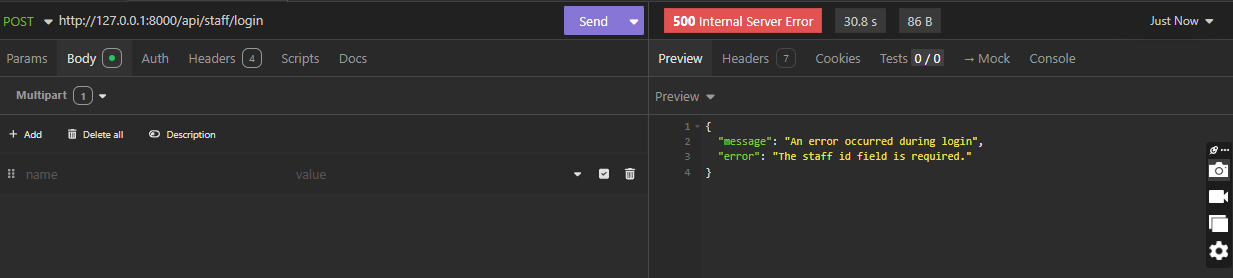 POST http://127.0.0.1:8000/api/staff/login Send 500 Internal Server Error 30.8 s 86 B Just Now
Params Body Auth Headers 4 Scripts Docs
Preview Headers 7 Cookies Tests 0 / 0 → Mock Console
Multipart 1
Preview
+ Add Delete all Description
name value
1 {
2 "message": "An error occurred during login",
3 "error": "The staff id field is required."
4 }